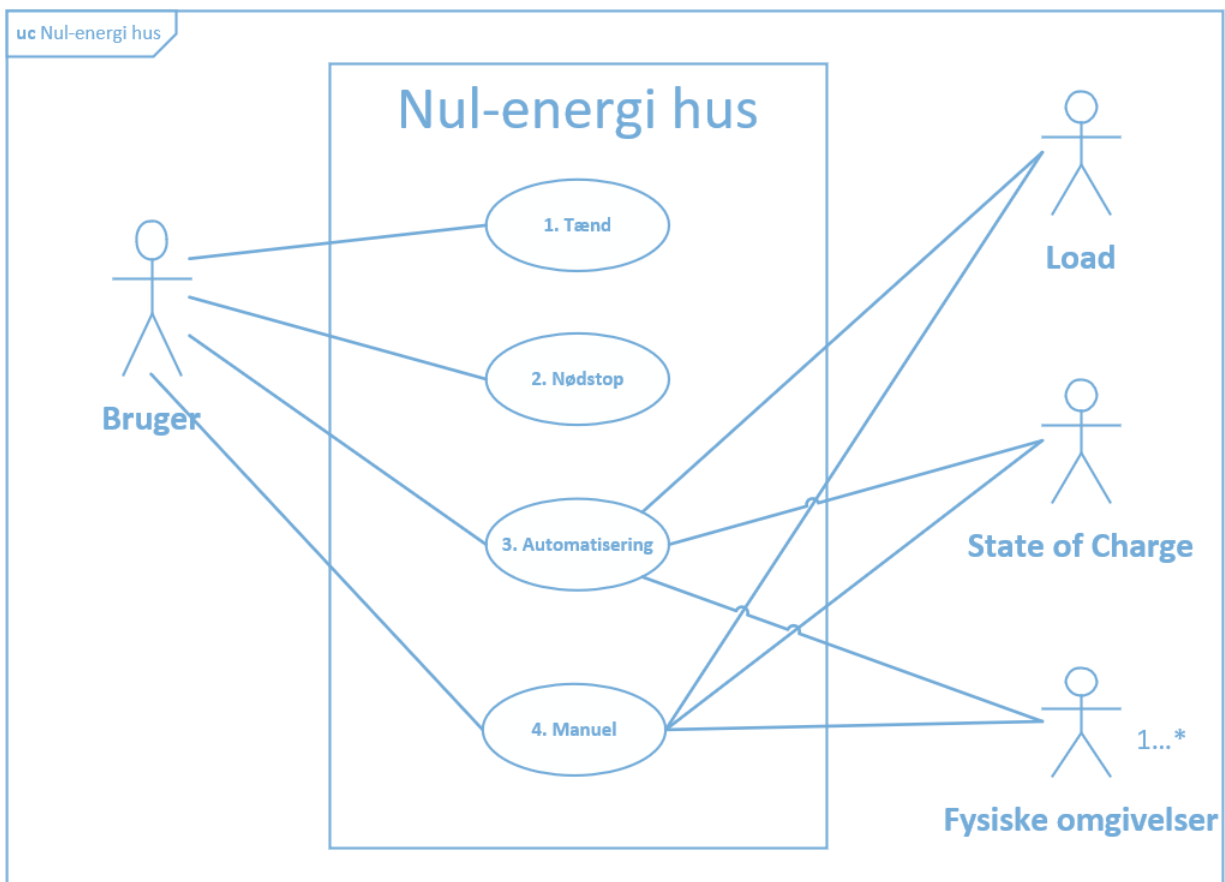 uc Nul-energi hus
Nul-energi hus
1. Tænd
2. Nødstop
3. Automatisering
4. Manuel
Bruger
Load
State of Charge
1...*
Fysiske omgivelser